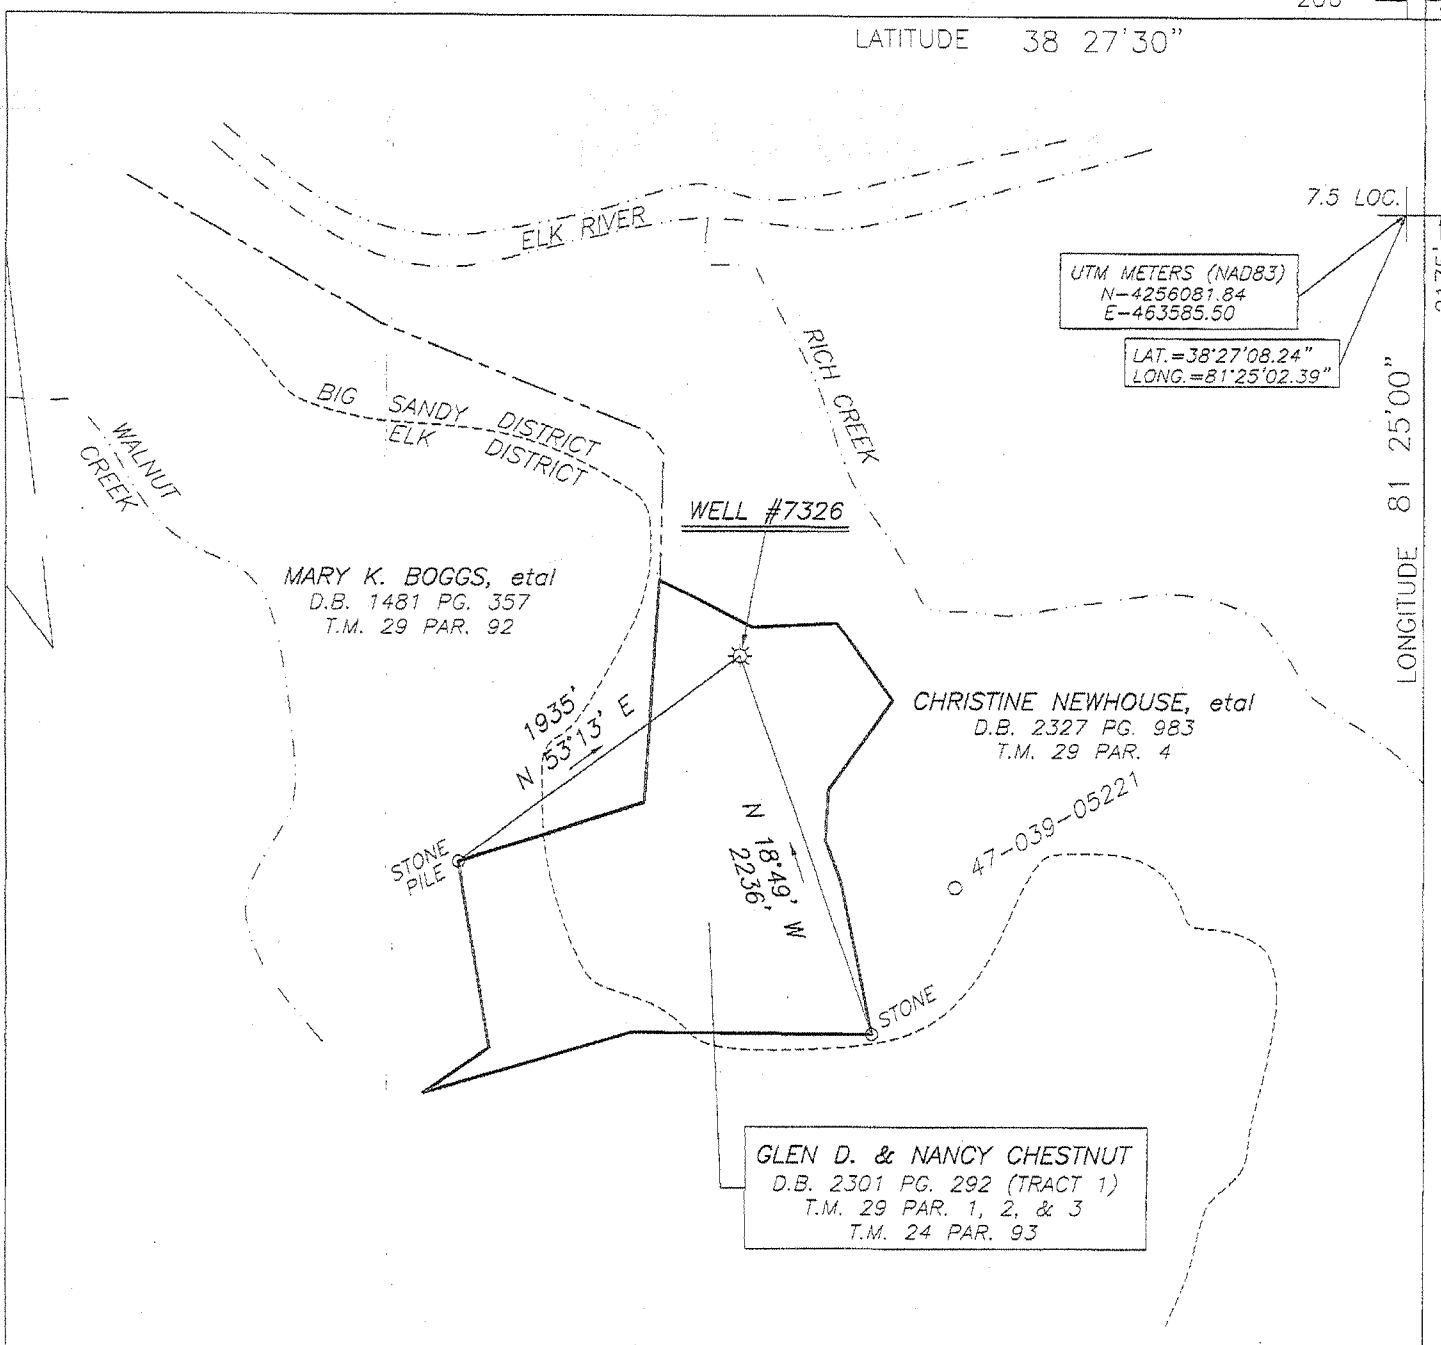 LATITUDE 38 27'30"
7.5 LOC.
ELK RIVER
UTM METERS (NAD83)
N-4256081.84
E-463585.50
LAT.=38°27'08.24"
LONG.=81°25'02.39"
RICH CREEK
LONGITUDE 81 25'00"
BIG SANDY DISTRICT
ELK DISTRICT
WALNUT
CREEK
WELL #7326
MARY K. BOGGS, etal
D.B. 1481 PG. 357
T.M. 29 PAR. 92
1935'
N 53°13' E
CHRISTINE NEWHOUSE, etal
D.B. 2327 PG. 983
T.M. 29 PAR. 4
N 18°49' W
2236'
47-039-05221
STONE
PILE
STONE
GLEN D. & NANCY CHESTNUT
D.B. 2301 PG. 292 (TRACT 1)
T.M. 29 PAR. 1, 2, & 3
T.M. 24 PAR. 93